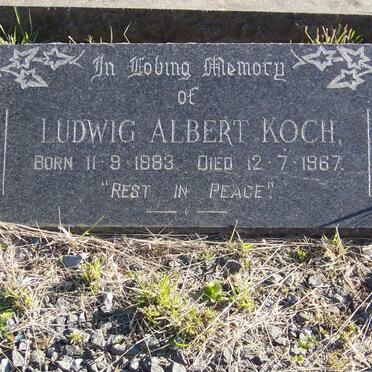 In Loving Memory
of
LUDWIG ALBERT KOCH,
BORN 11-9-1883. DIED 12-7-1967.
"REST IN PEACE".